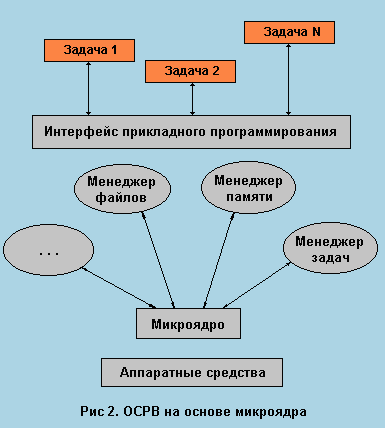 Задача 1
Задача 2
Задача N
Интерфейс прикладного программирования
Менеджер
файлов
Менеджер
памяти
. . .
Менеджер
задач
Микроядро
Аппаратные средства
Рис 2. ОСРВ на основе микроядра